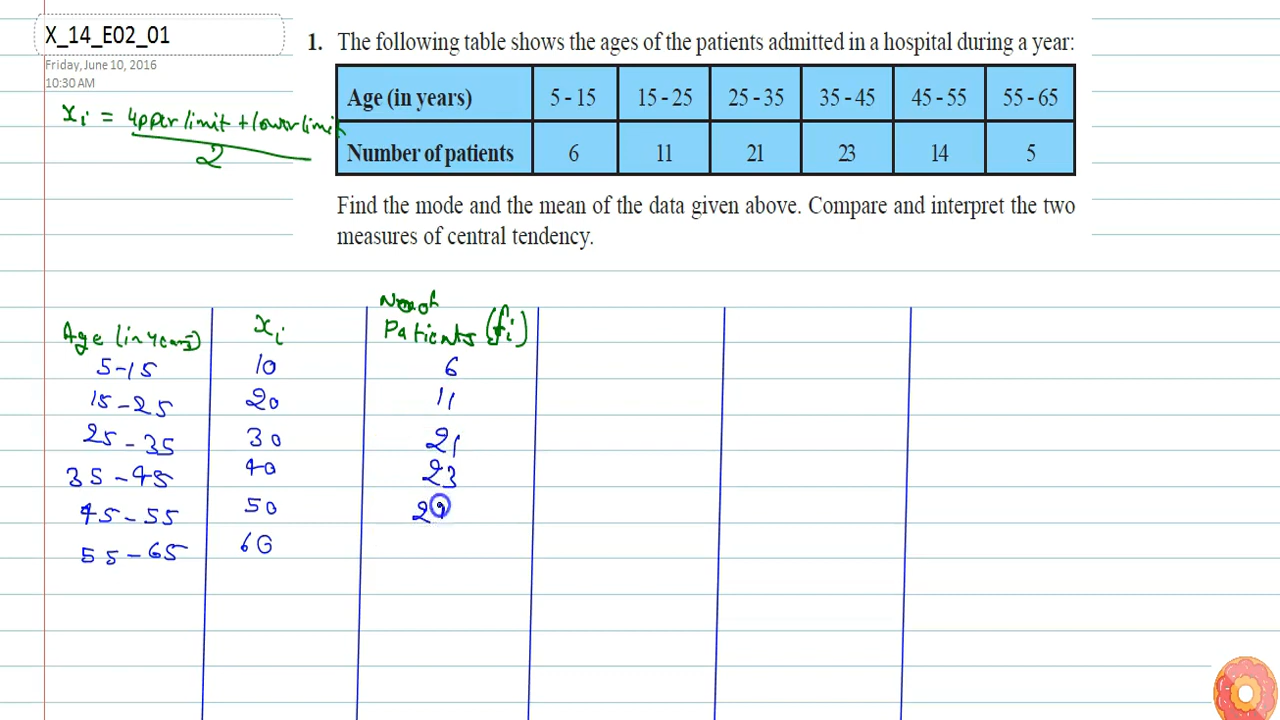 X_14_E02_01
Friday, June 10, 2016
10:30 AM
1. The following table shows the ages of the patients admitted in a hospital during a year:
Age (in years) 5 - 15 15 - 25 25 - 35 35 - 45 45 - 55 55 - 65
Number of patients 6 11 21 23 14 5
Find the mode and the mean of the data given above. Compare and interpret the two
measures of central tendency.
xi = upper limit + lower limit
2
Age (in years) xi No of Patients (fi)
5-15 10 6
15-25 20 11
25-35 30 21
35-45 40 23
45-55 50
55-65 60